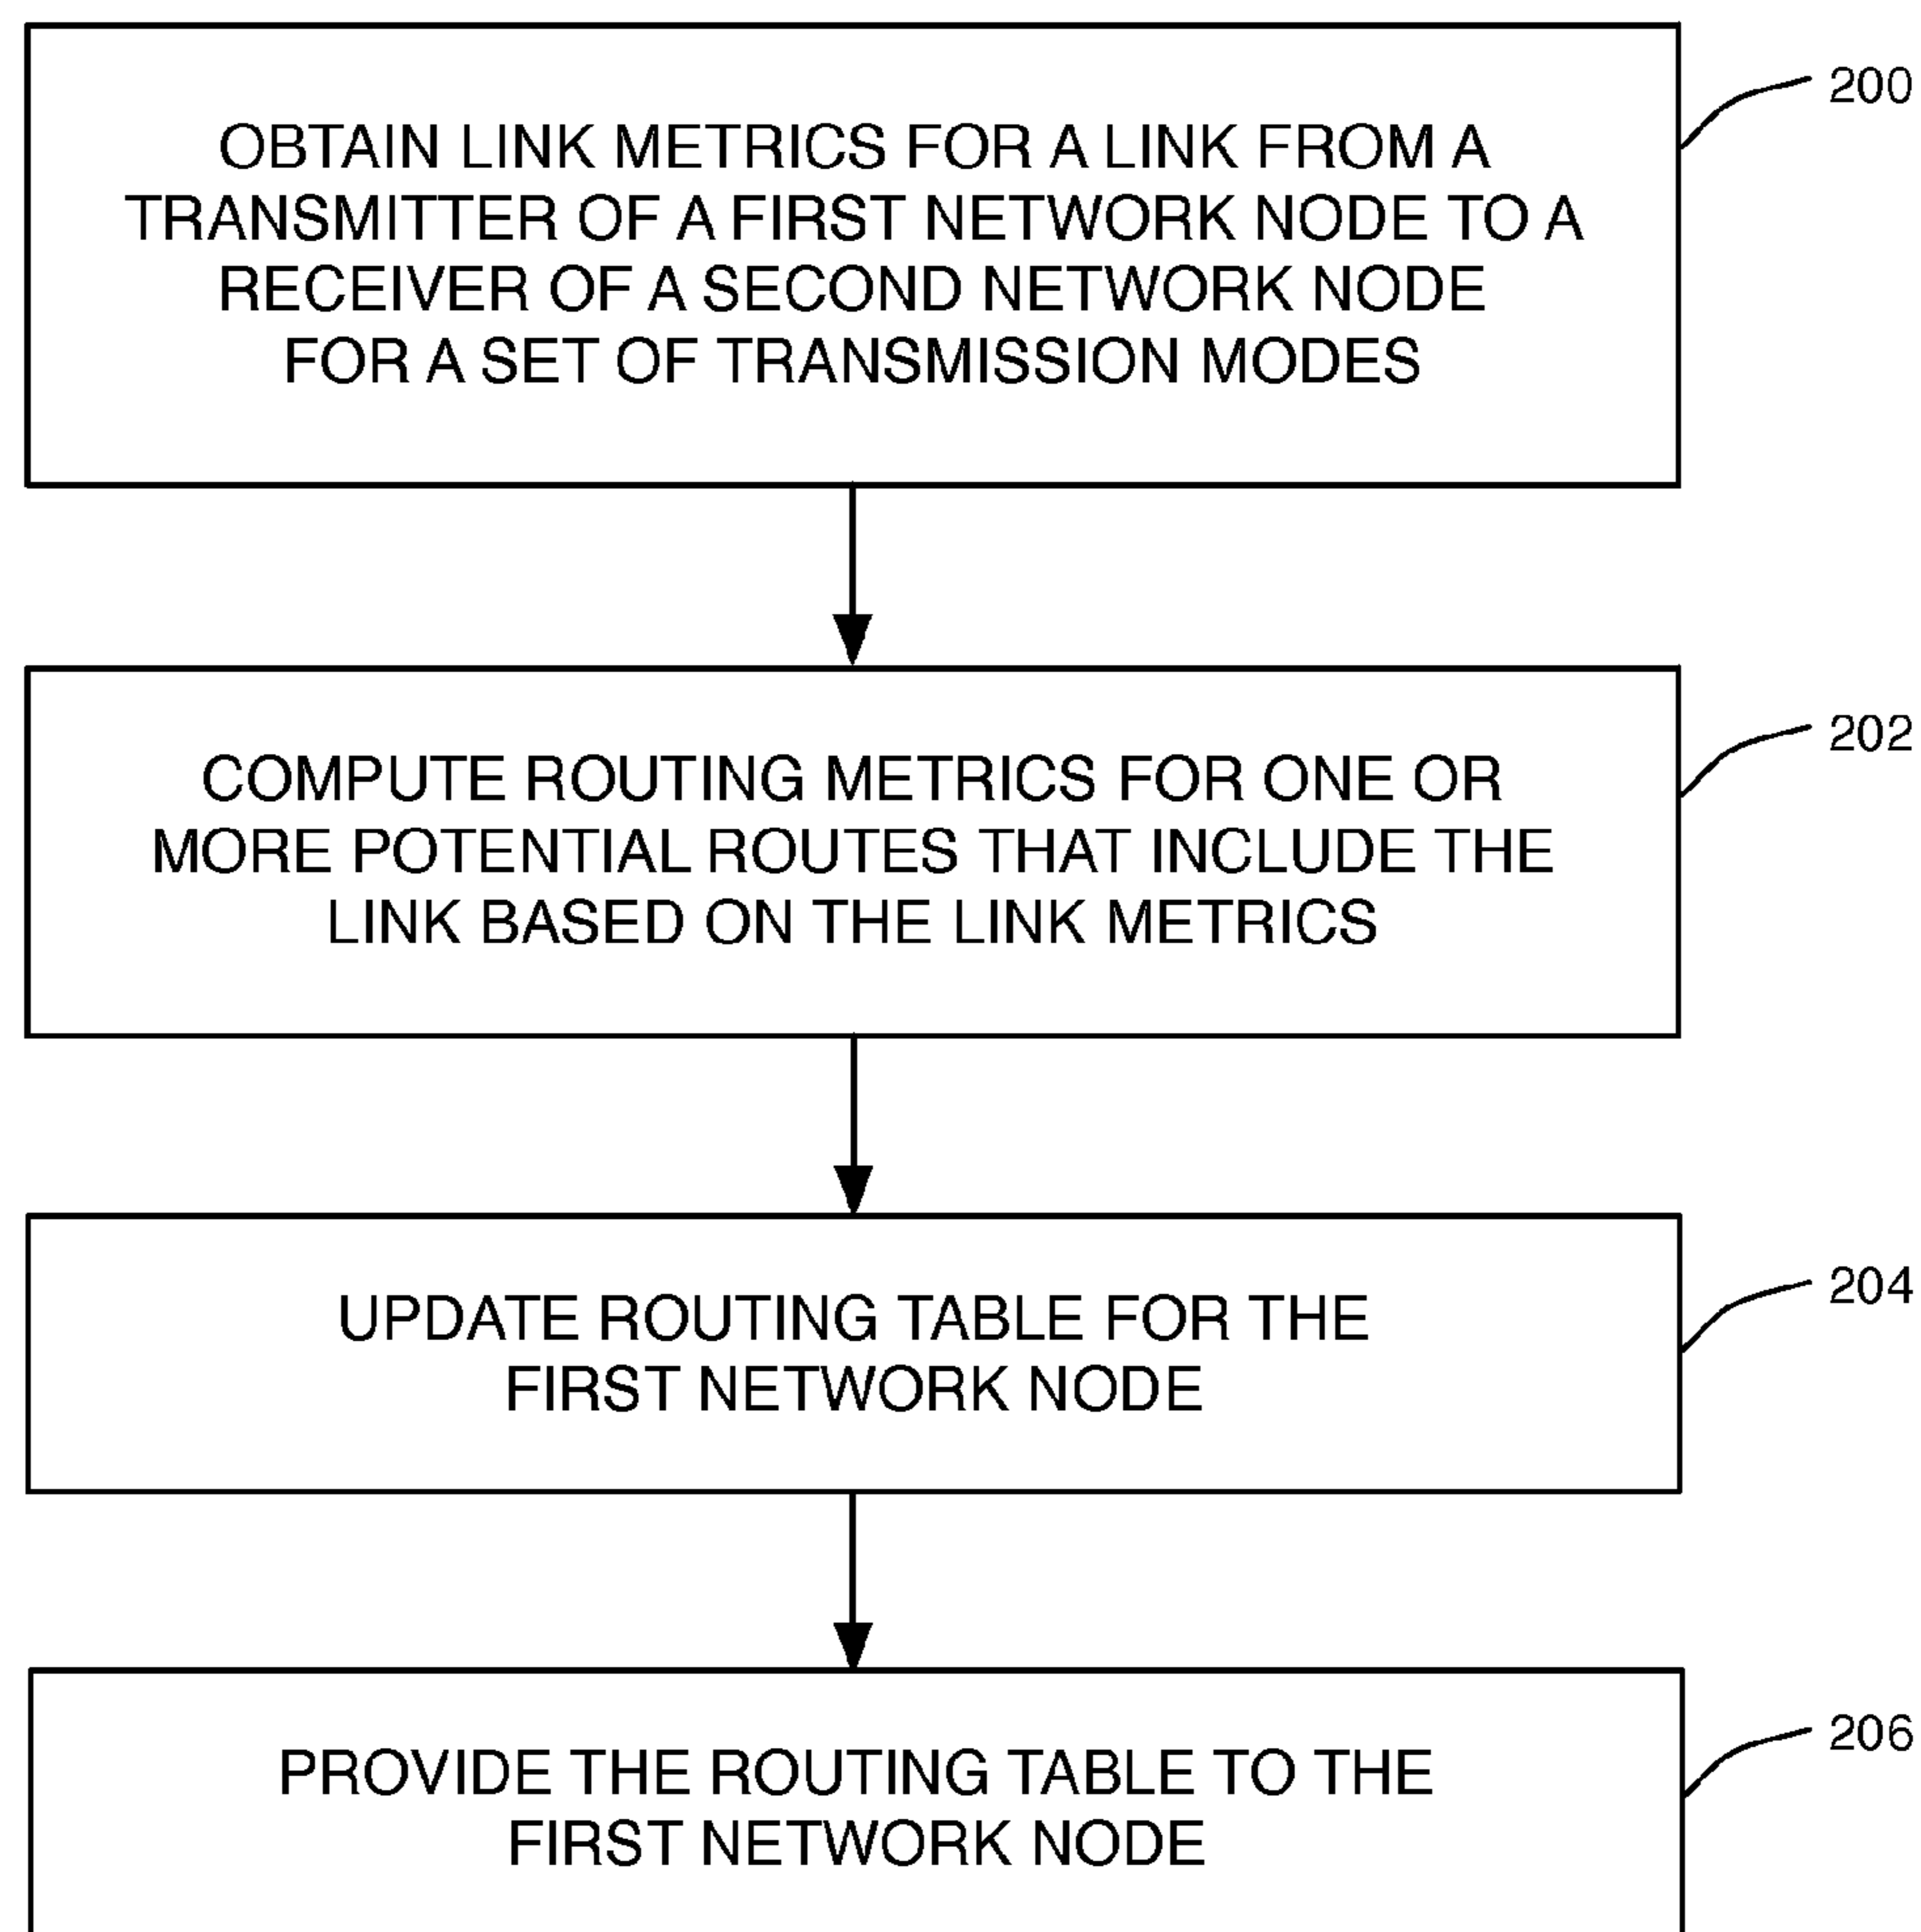 200
OBTAIN LINK METRICS FOR A LINK FROM A
TRANSMITTER OF A FIRST NETWORK NODE TO A
RECEIVER OF A SECOND NETWORK NODE
FOR A SET OF TRANSMISSION MODES
202
COMPUTE ROUTING METRICS FOR ONE OR
MORE POTENTIAL ROUTES THAT INCLUDE THE
LINK BASED ON THE LINK METRICS
204
UPDATE ROUTING TABLE FOR THE
FIRST NETWORK NODE
206
PROVIDE THE ROUTING TABLE TO THE
FIRST NETWORK NODE